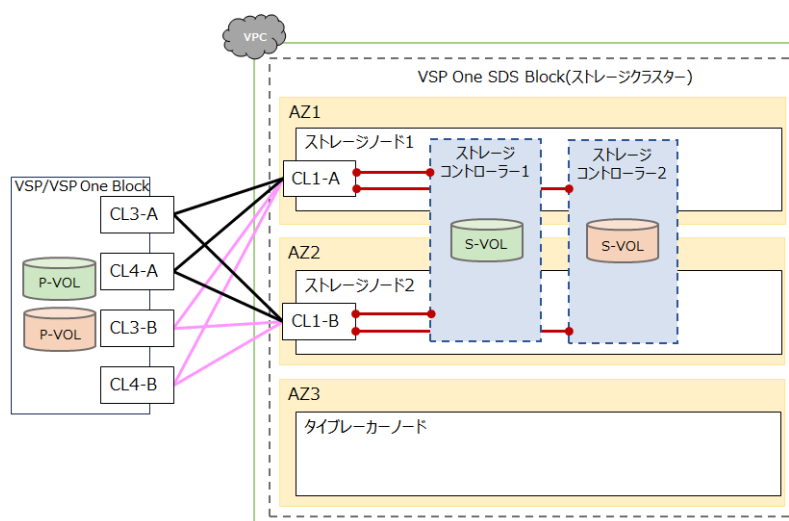 VPC
VSP One SDS Block(ストレージクラスター)
AZ1
ストレージノード1
ストレージ
コントローラー1
ストレージ
コントローラー2
CL1-A
S-VOL
S-VOL
VSP/VSP One Block
CL3-A
CL4-A
CL3-B
CL4-B
P-VOL
P-VOL
AZ2
ストレージノード2
CL1-B
AZ3
タイブレーカーノード